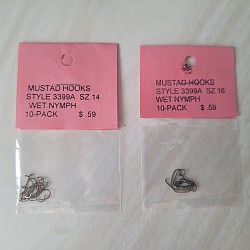 MUSTAD HOOKS
STYLE 3399A SZ 14
WET NYMPH
10-PACK $ .59
MUSTAD HOOKS
STYLE 3399A SZ 16
WET NYMPH
10-PACK $ .59